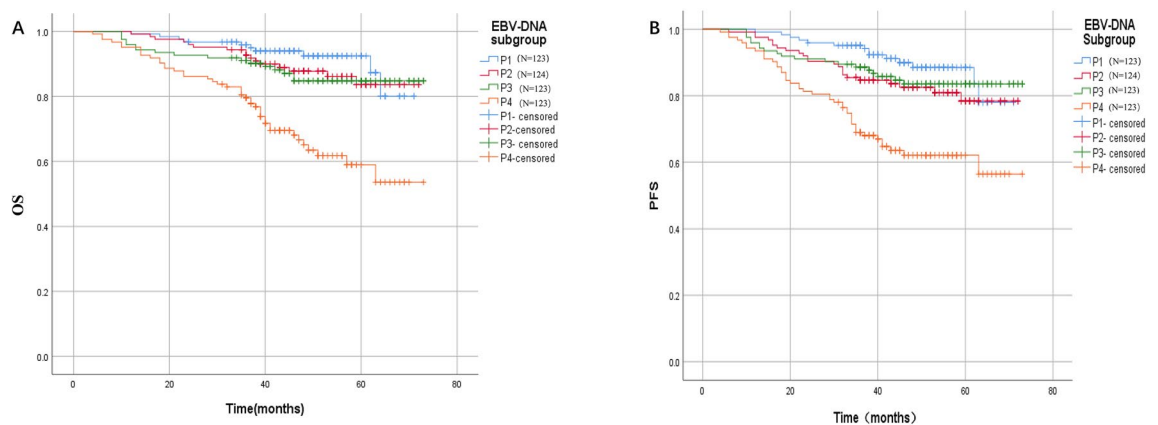 A
EBV-DNA
subgroup
P1 (N=123)
P2 (N=124)
P3 (N=123)
P4 (N=123)
P1- censored
P2-censored
P3- censored
P4-censored
1.0
0.8
0.6
0.4
0.2
0.0
OS
0
20
40
60
80
Time(months)
B
EBV-DNA
Subgroup
P1 (N=123)
P2 (N=124)
P3 (N=123)
P4 (N=123)
P1- censored
P2- censored
P3- censored
P4- censored
1.0
0.8
0.6
0.4
0.2
0.0
PFS
0
20
40
60
80
Time（months）